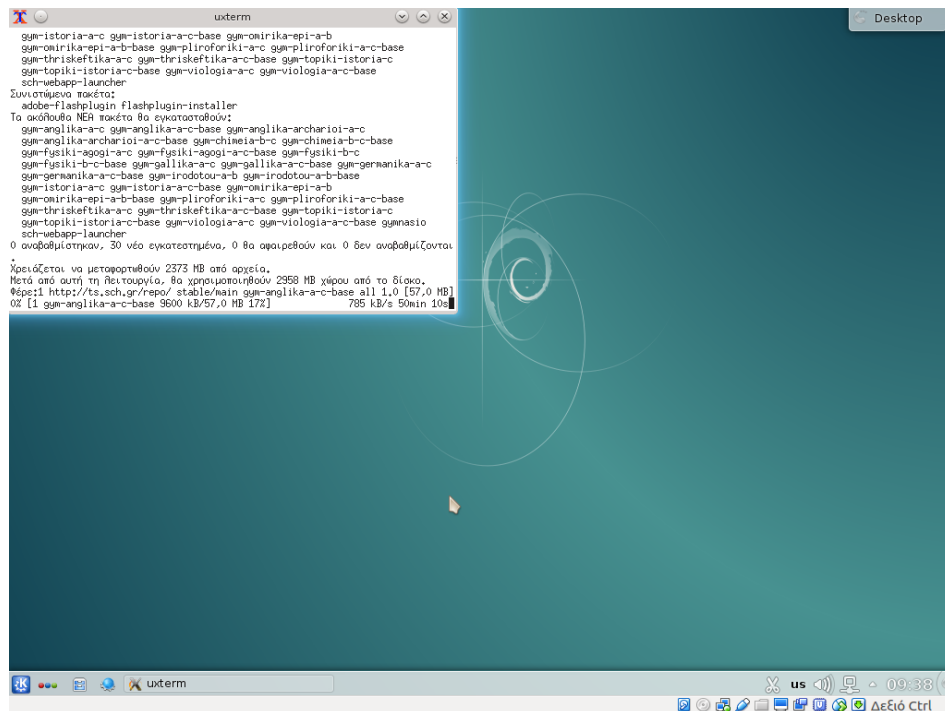 uxterm
Desktop
gym-istoria-a-c gym-istoria-a-c-base gym-omirika-epi-a-b
gym-omirika-epi-a-b-base gym-pliroforiki-a-c gym-pliroforiki-a-c-base
gym-thriskeftika-a-c gym-thriskeftika-a-c-base gym-topiki-istoria-c
gym-topiki-istoria-c-base gym-viologia-a-c gym-viologia-a-c-base
sch-webapp-launcher
Συνιστώμενα πακέτα:
adobe-flashplugin flashplugin-installer
Τα ακόλουθα ΝΕΑ πακέτα θα εγκατασταθούν:
gym-anglika-a-c gym-anglika-a-c-base gym-anglika-archarioi-a-c
gym-anglika-archarioi-a-c-base gym-chimeia-b-c gym-chimeia-b-c-base
gym-fysiki-agogi-a-c gym-fysiki-agogi-a-c-base gym-fysiki-b-c
gym-fysiki-b-c-base gym-gallika-a-c gym-gallika-a-c-base gym-germanika-a-c
gym-germanika-a-c-base gym-irodotou-a-b gym-irodotou-a-b-base
gym-istoria-a-c gym-istoria-a-c-base gym-omirika-epi-a-b
gym-omirika-epi-a-b-base gym-pliroforiki-a-c gym-pliroforiki-a-c-base
gym-thriskeftika-a-c gym-thriskeftika-a-c-base gym-topiki-istoria-c
gym-topiki-istoria-c-base gym-viologia-a-c gym-viologia-a-c-base gymnasio
sch-webapp-launcher
0 αναβαθμίστηκαν, 30 νέο εγκατεστημένα, 0 θα αφαιρεθούν και 0 δεν αναβαθμίζονται
.
Χρειάζεται να μεταφορτωθούν 2373 MB από αρχεία.
Μετά από αυτή τη λειτουργία, θα χρησιμοποιηθούν 2958 MB χώρου από το δίσκο.
Φέρε:1 http://ts.sch.gr/repo/ stable/main gym-anglika-a-c-base all 1.0 [57,0 MB]
0% [1 gym-anglika-a-c-base 9600 kB/57,0 MB 17%] 785 kB/s 50min 10s
uxterm
us
09:38
Δεξιό Ctrl